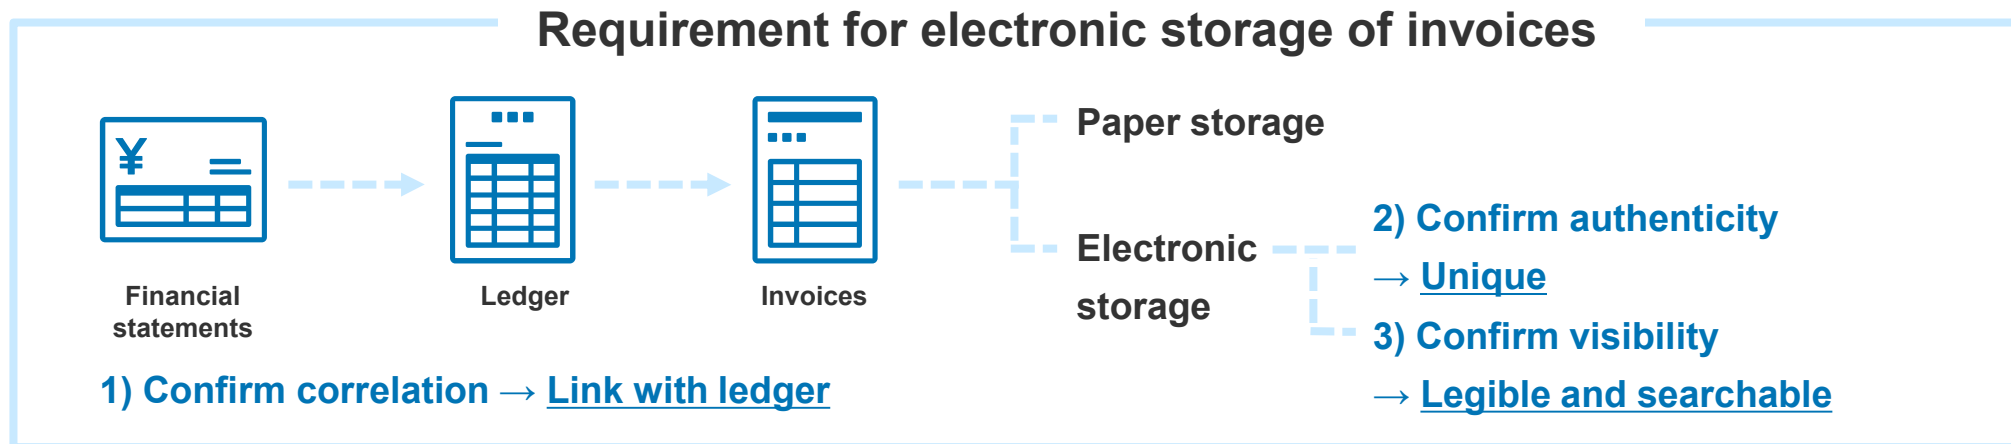 Requirement for electronic storage of invoices
¥
Financial
statements
Ledger
Invoices
1) Confirm correlation → Link with ledger
Paper storage
Electronic
storage
2) Confirm authenticity
→ Unique
3) Confirm visibility
→ Legible and searchable